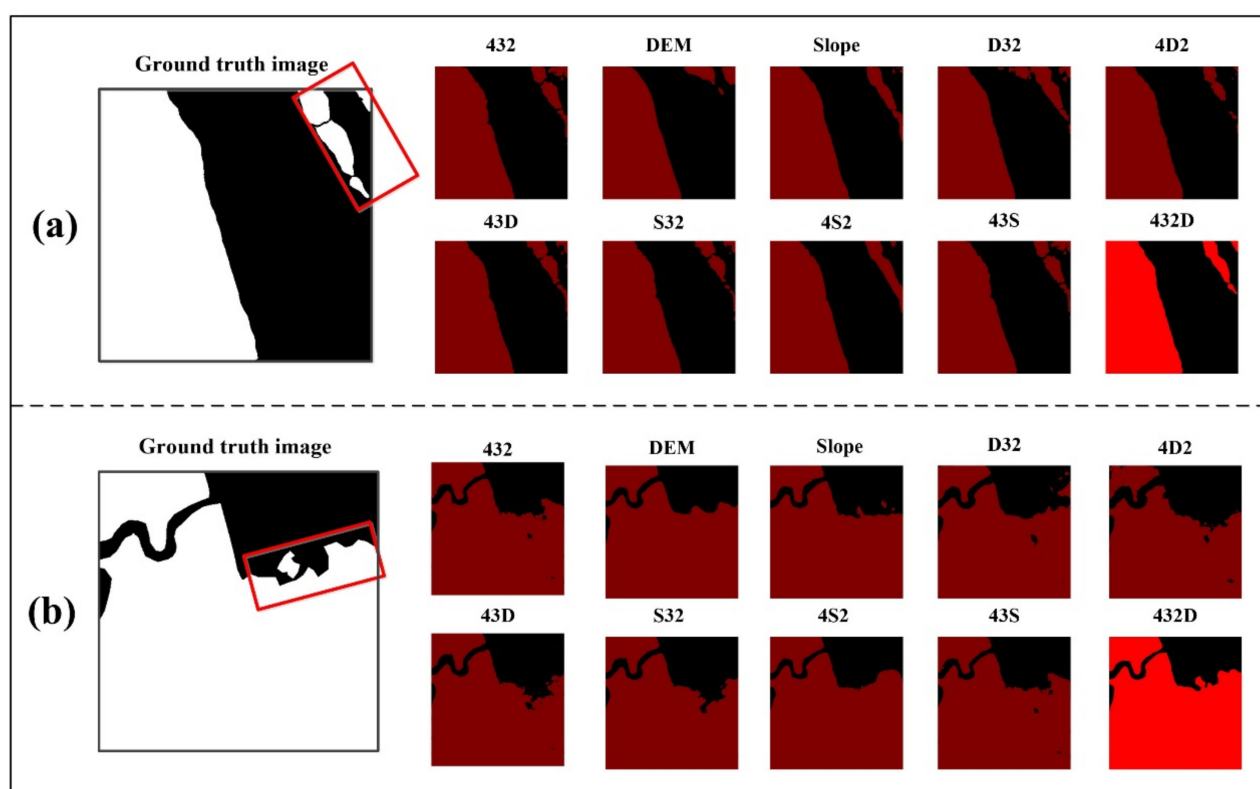 432 DEM Slope D32 4D2
Ground truth image
(a)
43D S32 4S2 43S 432D
Ground truth image
432 DEM Slope D32 4D2
(b)
43D S32 4S2 43S 432D